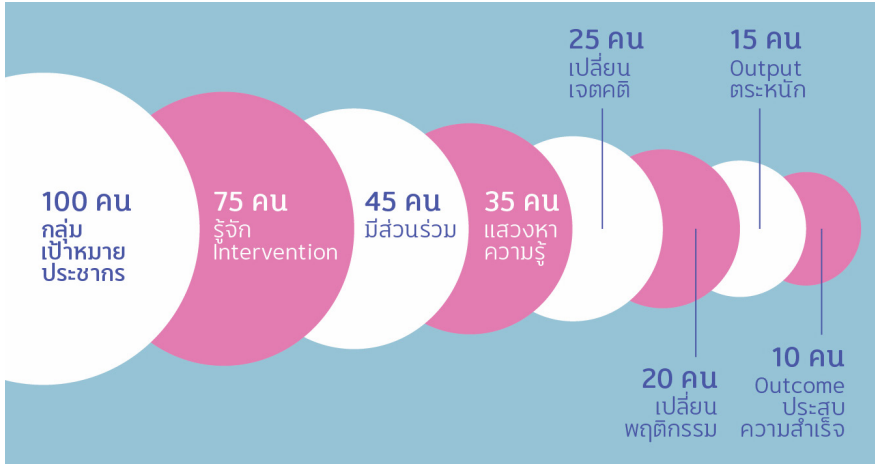 100 คน
กลุ่ม
เป้าหมาย
ประชากร
75 คน
รู้จัก
Intervention
45 คน
มีส่วนร่วม
35 คน
แสวงหา
ความรู้
25 คน
เปลี่ยน
เจตคติ
20 คน
เปลี่ยน
พฤติกรรม
15 คน
Output
ตระหนัก
10 คน
Outcome
ประสบ
ความสำเร็จ